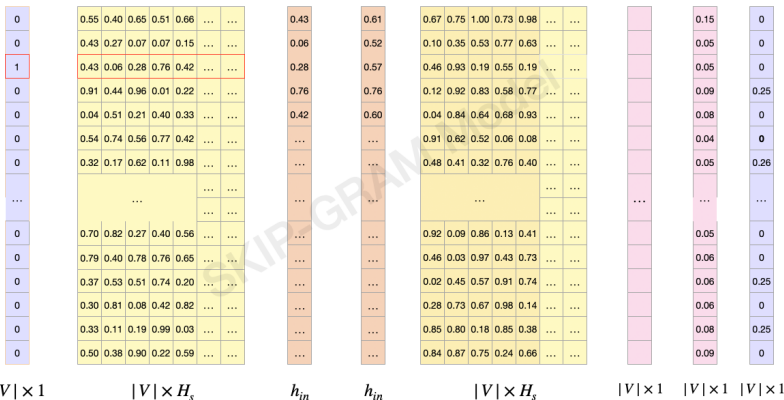 0 0.55 0.40 0.65 0.51 0.66 ... ... 0.43 0.61 0.67 0.75 1.00 0.73 0.98 ... ... 0.15 0
0 0.43 0.27 0.07 0.07 0.15 ... ... 0.06 0.52 0.10 0.35 0.53 0.77 0.63 ... ... 0.05 0
1 0.43 0.06 0.28 0.76 0.42 ... ... 0.28 0.57 0.46 0.93 0.19 0.55 0.19 ... ... 0.05 0
0 0.91 0.44 0.96 0.01 0.22 ... ... 0.76 0.76 0.12 0.92 0.83 0.58 0.77 ... ... 0.09 0.25
0 0.04 0.51 0.21 0.40 0.33 ... ... 0.42 0.60 0.04 0.84 0.64 0.68 0.93 ... ... 0.08 0
0 0.54 0.74 0.56 0.77 0.42 ... ... ... ... 0.91 0.62 0.52 0.06 0.08 ... ... 0.04 0
0 0.32 0.17 0.62 0.11 0.98 ... ... ... ... 0.48 0.41 0.32 0.76 0.40 ... ... 0.05 0.26
... ... ... ... ... ... ... ... ... ... ... ...
... ... ... ...
0 0.70 0.82 0.27 0.40 0.56 ... ... ... ... 0.92 0.09 0.86 0.13 0.41 ... ... 0.05 0
0 0.79 0.40 0.78 0.76 0.65 ... ... ... ... 0.46 0.03 0.97 0.43 0.73 ... ... 0.06 0
0 0.37 0.53 0.51 0.74 0.20 ... ... ... ... 0.02 0.45 0.57 0.91 0.74 ... ... 0.06 0.25
0 0.30 0.81 0.08 0.42 0.82 ... ... ... ... 0.28 0.73 0.67 0.98 0.14 ... ... 0.06 0
0 0.33 0.11 0.19 0.99 0.03 ... ... ... ... 0.85 0.80 0.18 0.85 0.38 ... ... 0.08 0.25
0 0.50 0.38 0.90 0.22 0.59 ... ... ... ... 0.84 0.87 0.75 0.24 0.66 ... ... 0.09 0
SKIP-GRAM Model
V| × 1 |V| × Hs hin hin |V| × Hs |V| × 1 |V| × 1 |V| × 1